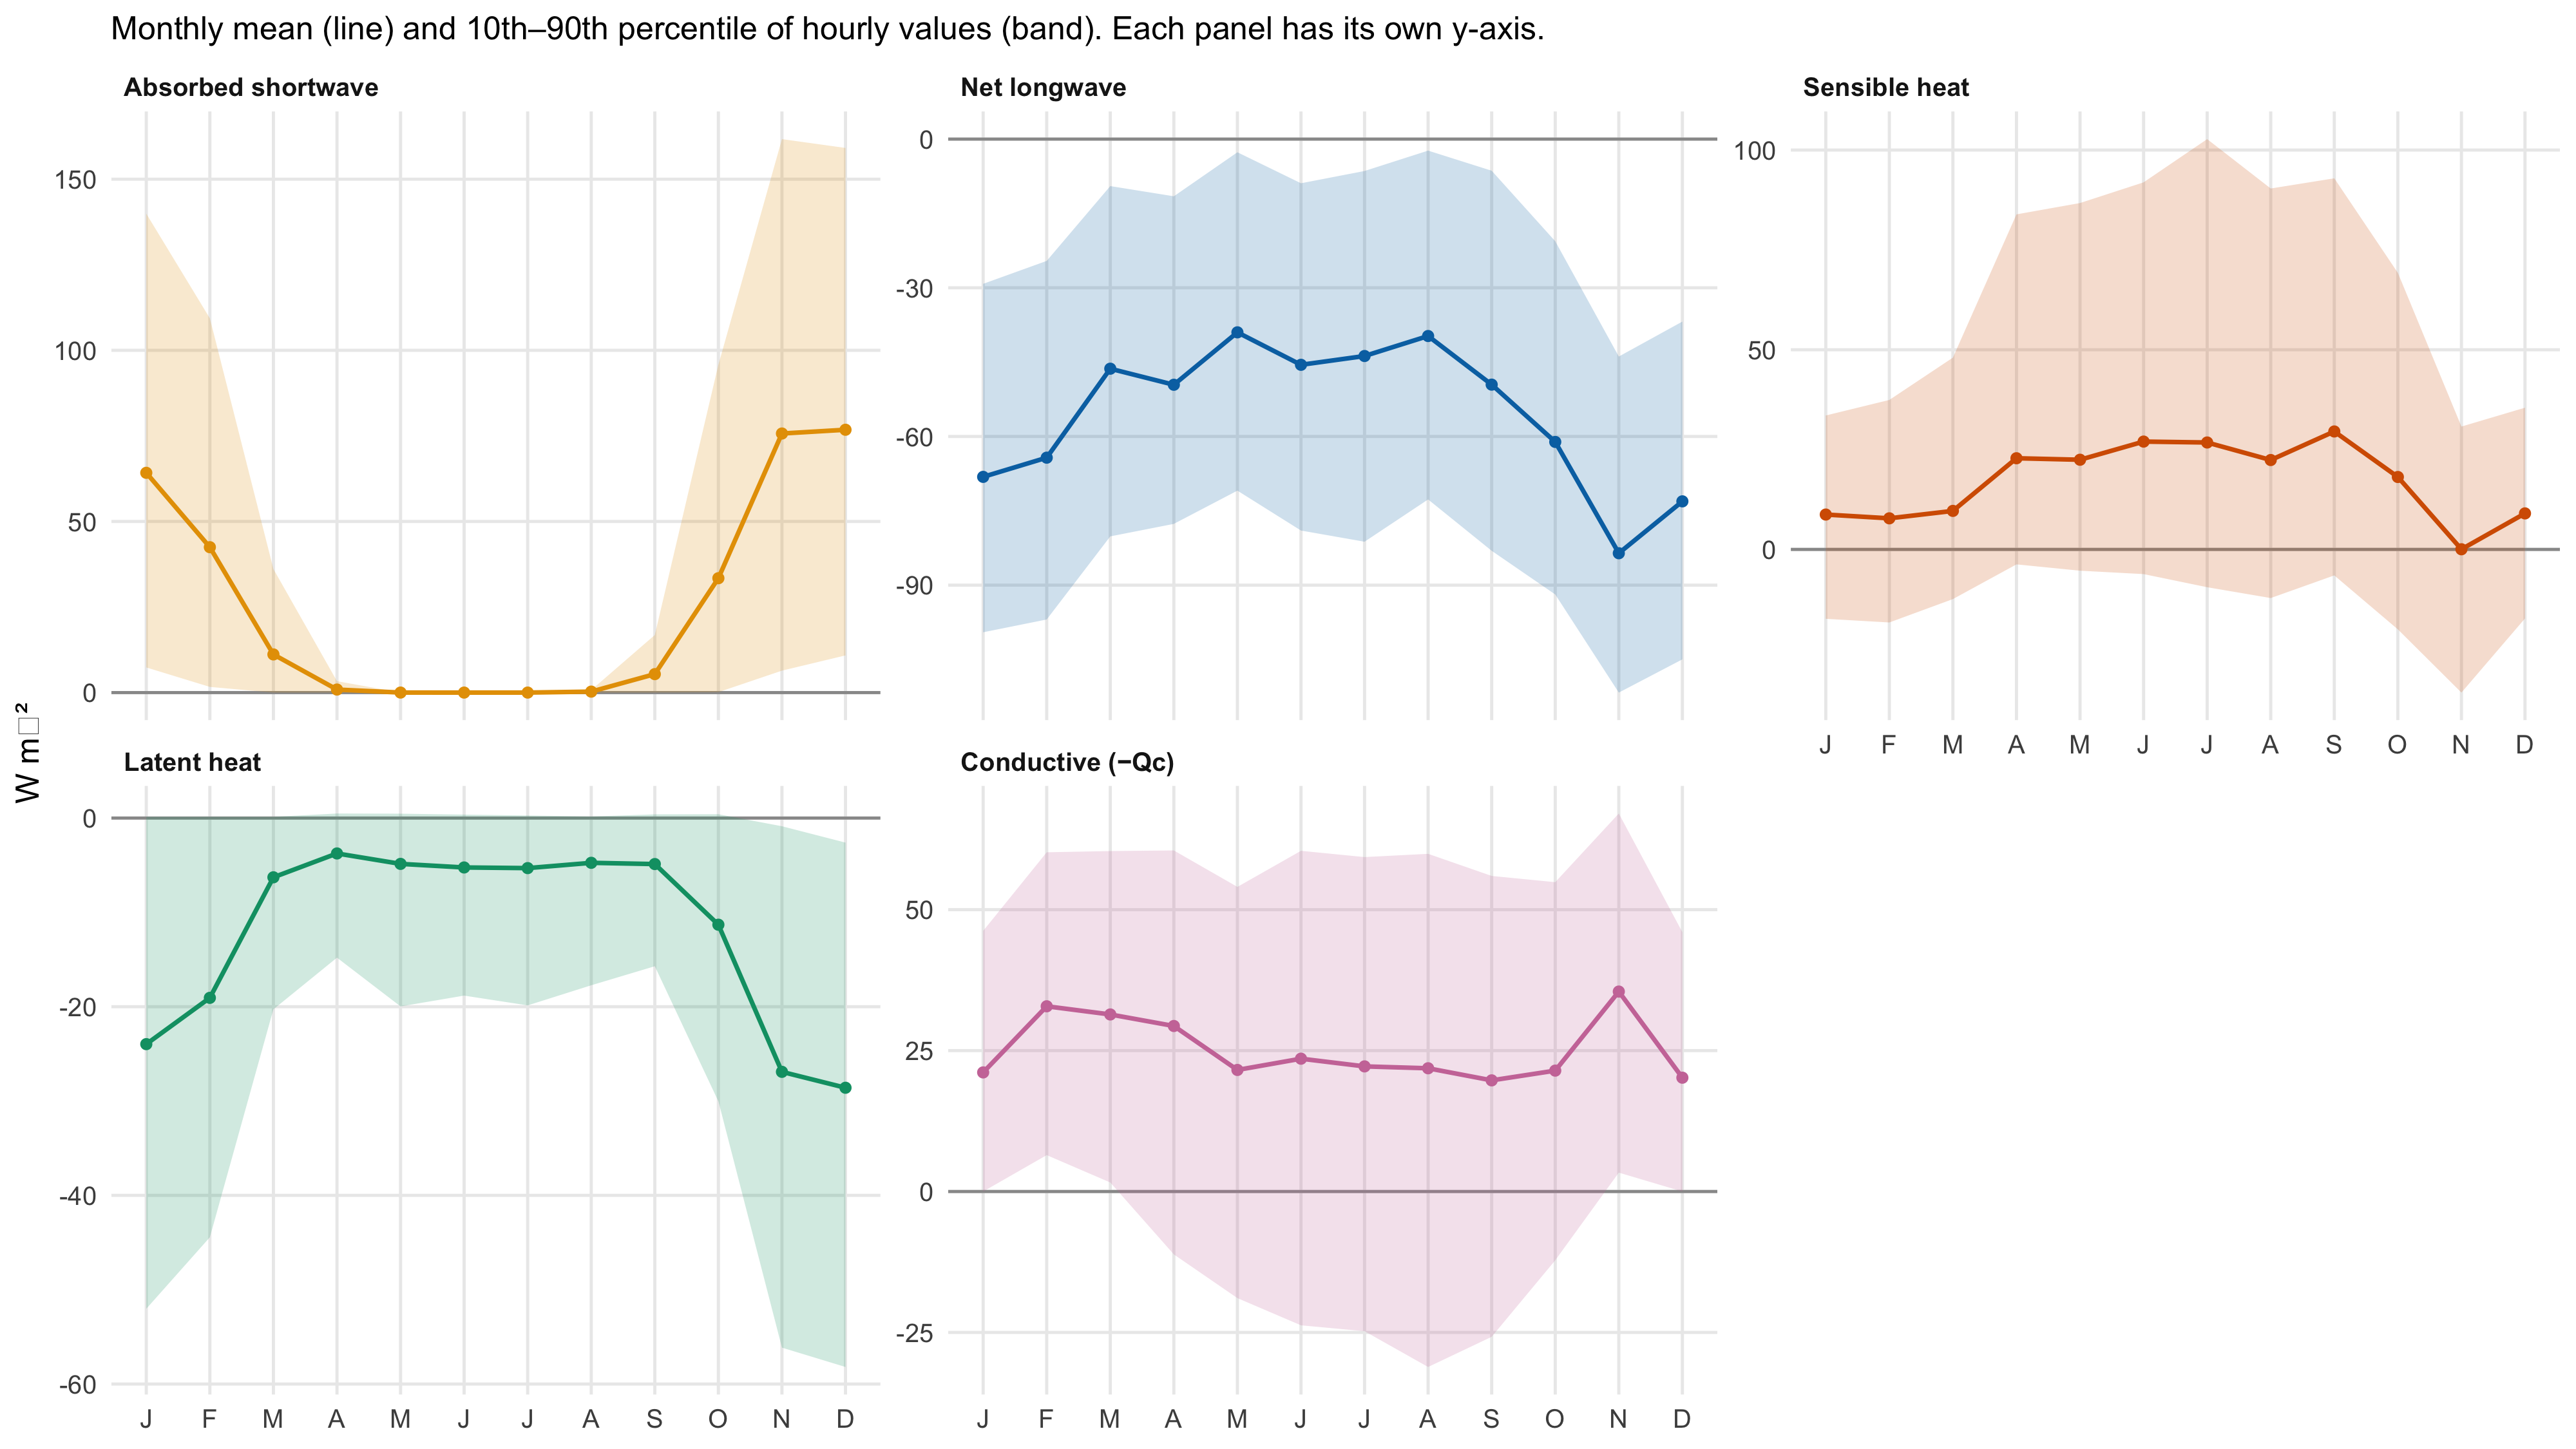 Monthly mean (line) and 10th–90th percentile of hourly values (band). Each panel has its own y-axis.
W m□²
Absorbed shortwave
150
100
50
0
Net longwave
0
-30
-60
-90
Sensible heat
100
50
0
J F M A M J J A S O N D
Latent heat
0
-20
-40
-60
J F M A M J J A S O N D
Conductive (−Qc)
50
25
0
-25
J F M A M J J A S O N D